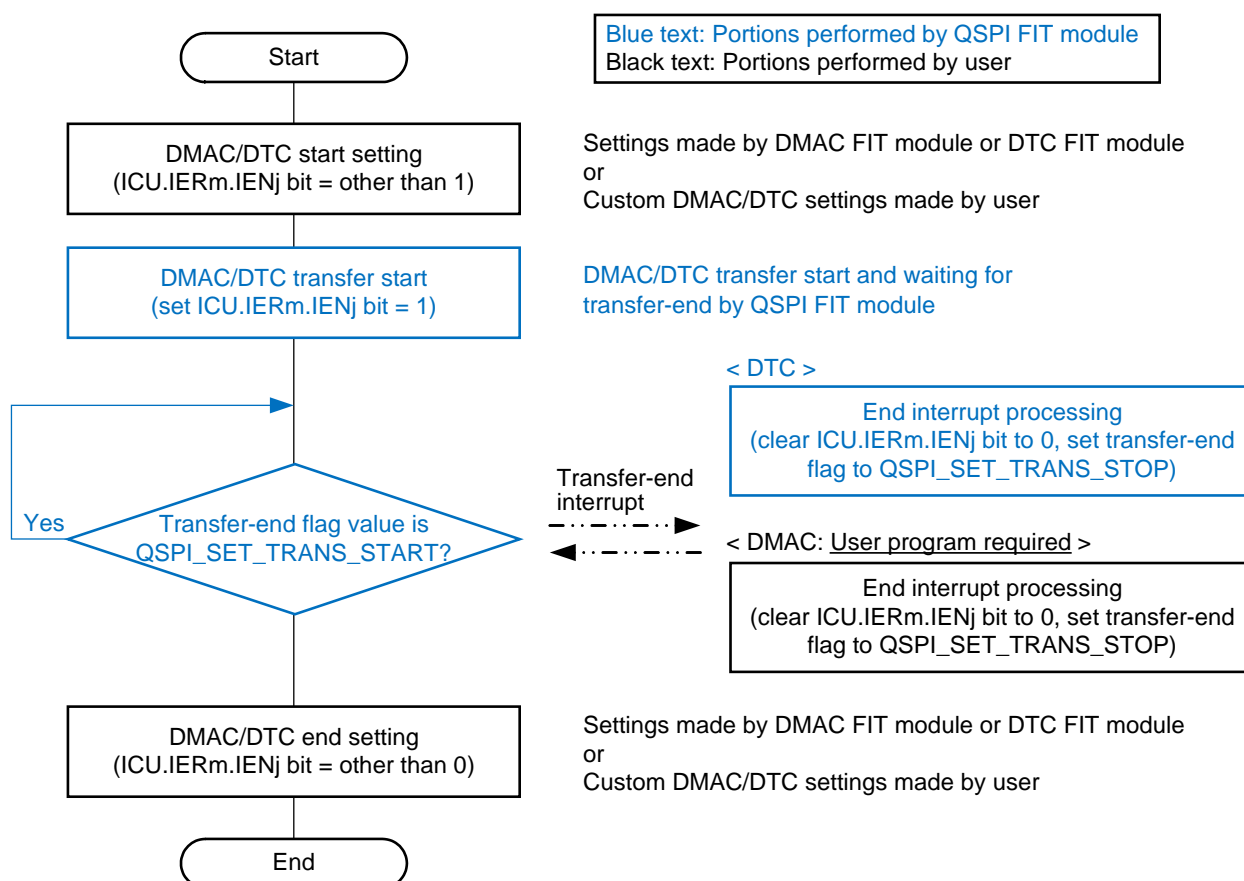 Start
Blue text: Portions performed by QSPI FIT module
Black text: Portions performed by user
DMAC/DTC start setting
(ICU.IERm.IENj bit = other than 1)
Settings made by DMAC FIT module or DTC FIT module
or
Custom DMAC/DTC settings made by user
DMAC/DTC transfer start
(set ICU.IERm.IENj bit = 1)
DMAC/DTC transfer start and waiting for
transfer-end by QSPI FIT module
< DTC >
End interrupt processing
(clear ICU.IERm.IENj bit to 0, set transfer-end
flag to QSPI_SET_TRANS_STOP)
Transfer-end
interrupt
Yes
Transfer-end flag value is
QSPI_SET_TRANS_START?
< DMAC: User program required >
End interrupt processing
(clear ICU.IERm.IENj bit to 0, set transfer-end
flag to QSPI_SET_TRANS_STOP)
DMAC/DTC end setting
(ICU.IERm.IENj bit = other than 0)
Settings made by DMAC FIT module or DTC FIT module
or
Custom DMAC/DTC settings made by user
End